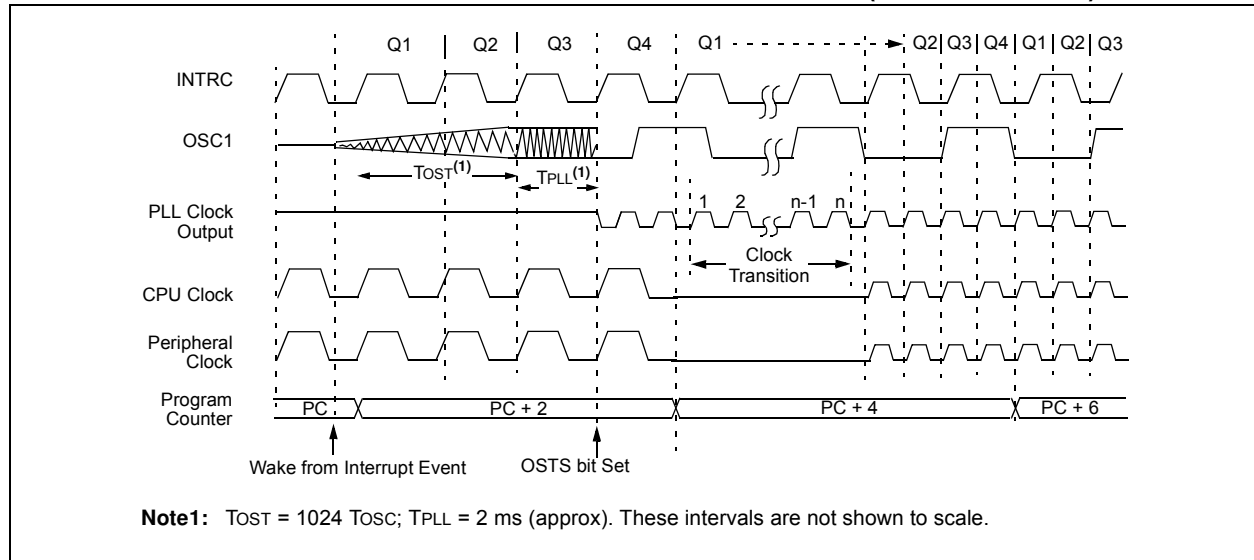 Q1 Q2 Q3 Q4 Q1 Q2 Q3 Q4 Q1 Q2 Q3
INTRC
OSC1
TOST(1) TPLL(1)
1 2 n-1 n
PLL Clock
Output
Clock
Transition
CPU Clock
Peripheral
Clock
Program
Counter
PC PC + 2 PC + 4 PC + 6
Wake from Interrupt Event OSTS bit Set
Note1: TOST = 1024 TOSC; TPLL = 2 ms (approx). These intervals are not shown to scale.